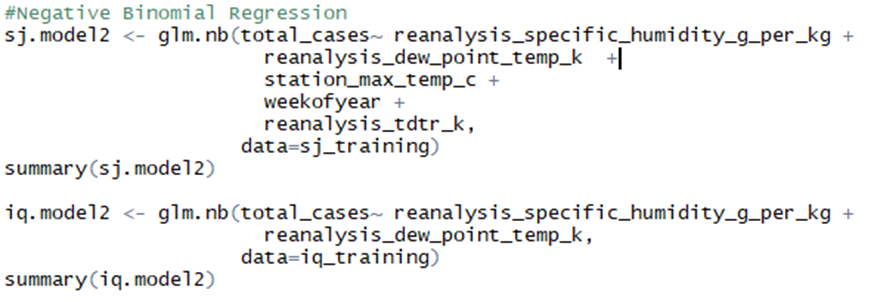 #Negative Binomial Regression
sj.model2 <- glm.nb(total_cases~ reanalysis_specific_humidity_g_per_kg +
reanalysis_dew_point_temp_k +
station_max_temp_c +
weekofyear +
reanalysis_tdtr_k,
data=sj_training)
summary(sj.model2)
iq.model2 <- glm.nb(total_cases~ reanalysis_specific_humidity_g_per_kg +
reanalysis_dew_point_temp_k,
data=iq_training)
summary(iq.model2)